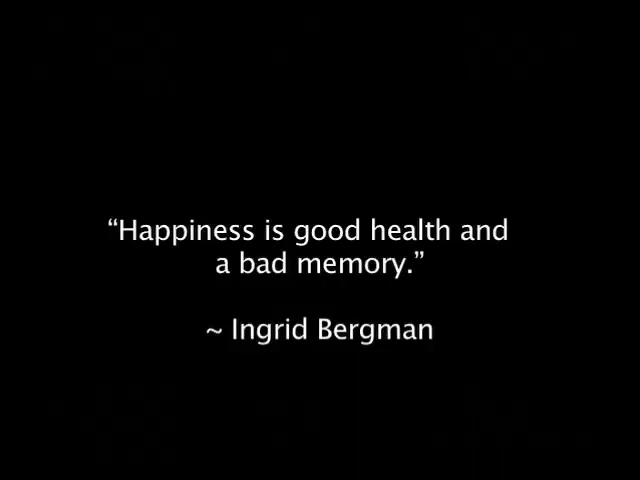 “Happiness is good health and
a bad memory.”
~ Ingrid Bergman